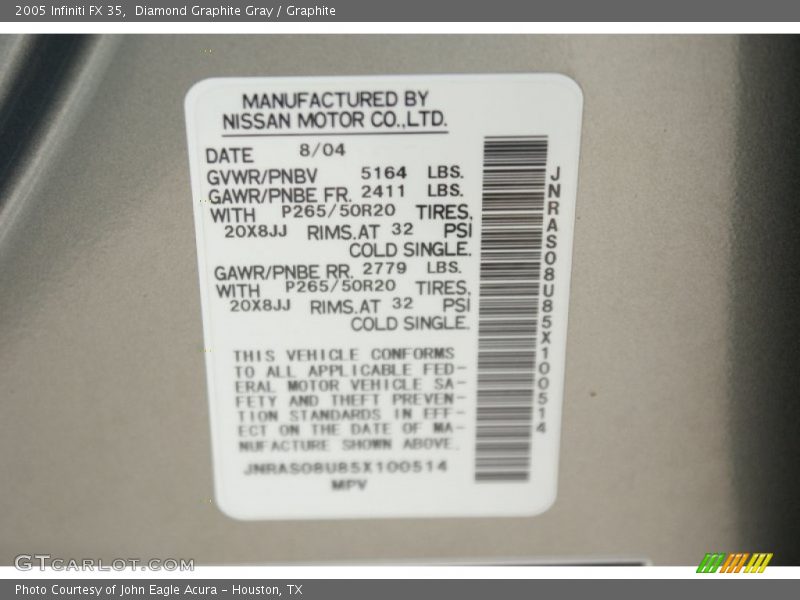 2005 Infiniti FX 35, Diamond Graphite Gray / Graphite
MANUFACTURED BY
NISSAN MOTOR CO.,LTD.
DATE 8/04
GVWR/PNBV 5164 LBS.
GAWR/PNBE FR. 2411 LBS.
WITH P265/50R20 TIRES,
20X8JJ RIMS.AT 32 PSI
COLD SINGLE.
GAWR/PNBE RR. 2779 LBS.
WITH P265/50R20 TIRES,
20X8JJ RIMS.AT 32 PSI
COLD SINGLE.
THIS VEHICLE CONFORMS
TO ALL APPLICABLE FED-
ERAL MOTOR VEHICLE SA-
FETY AND THEFT PREVEN-
TION STANDARDS IN EFF-
ECT ON THE DATE OF MA-
NUFACTURE SHOWN ABOVE.
JNRAS08U85X100514
MPV
JNRAS08U85X100514
GTCARLOT.COM
Photo Courtesy of John Eagle Acura - Houston, TX